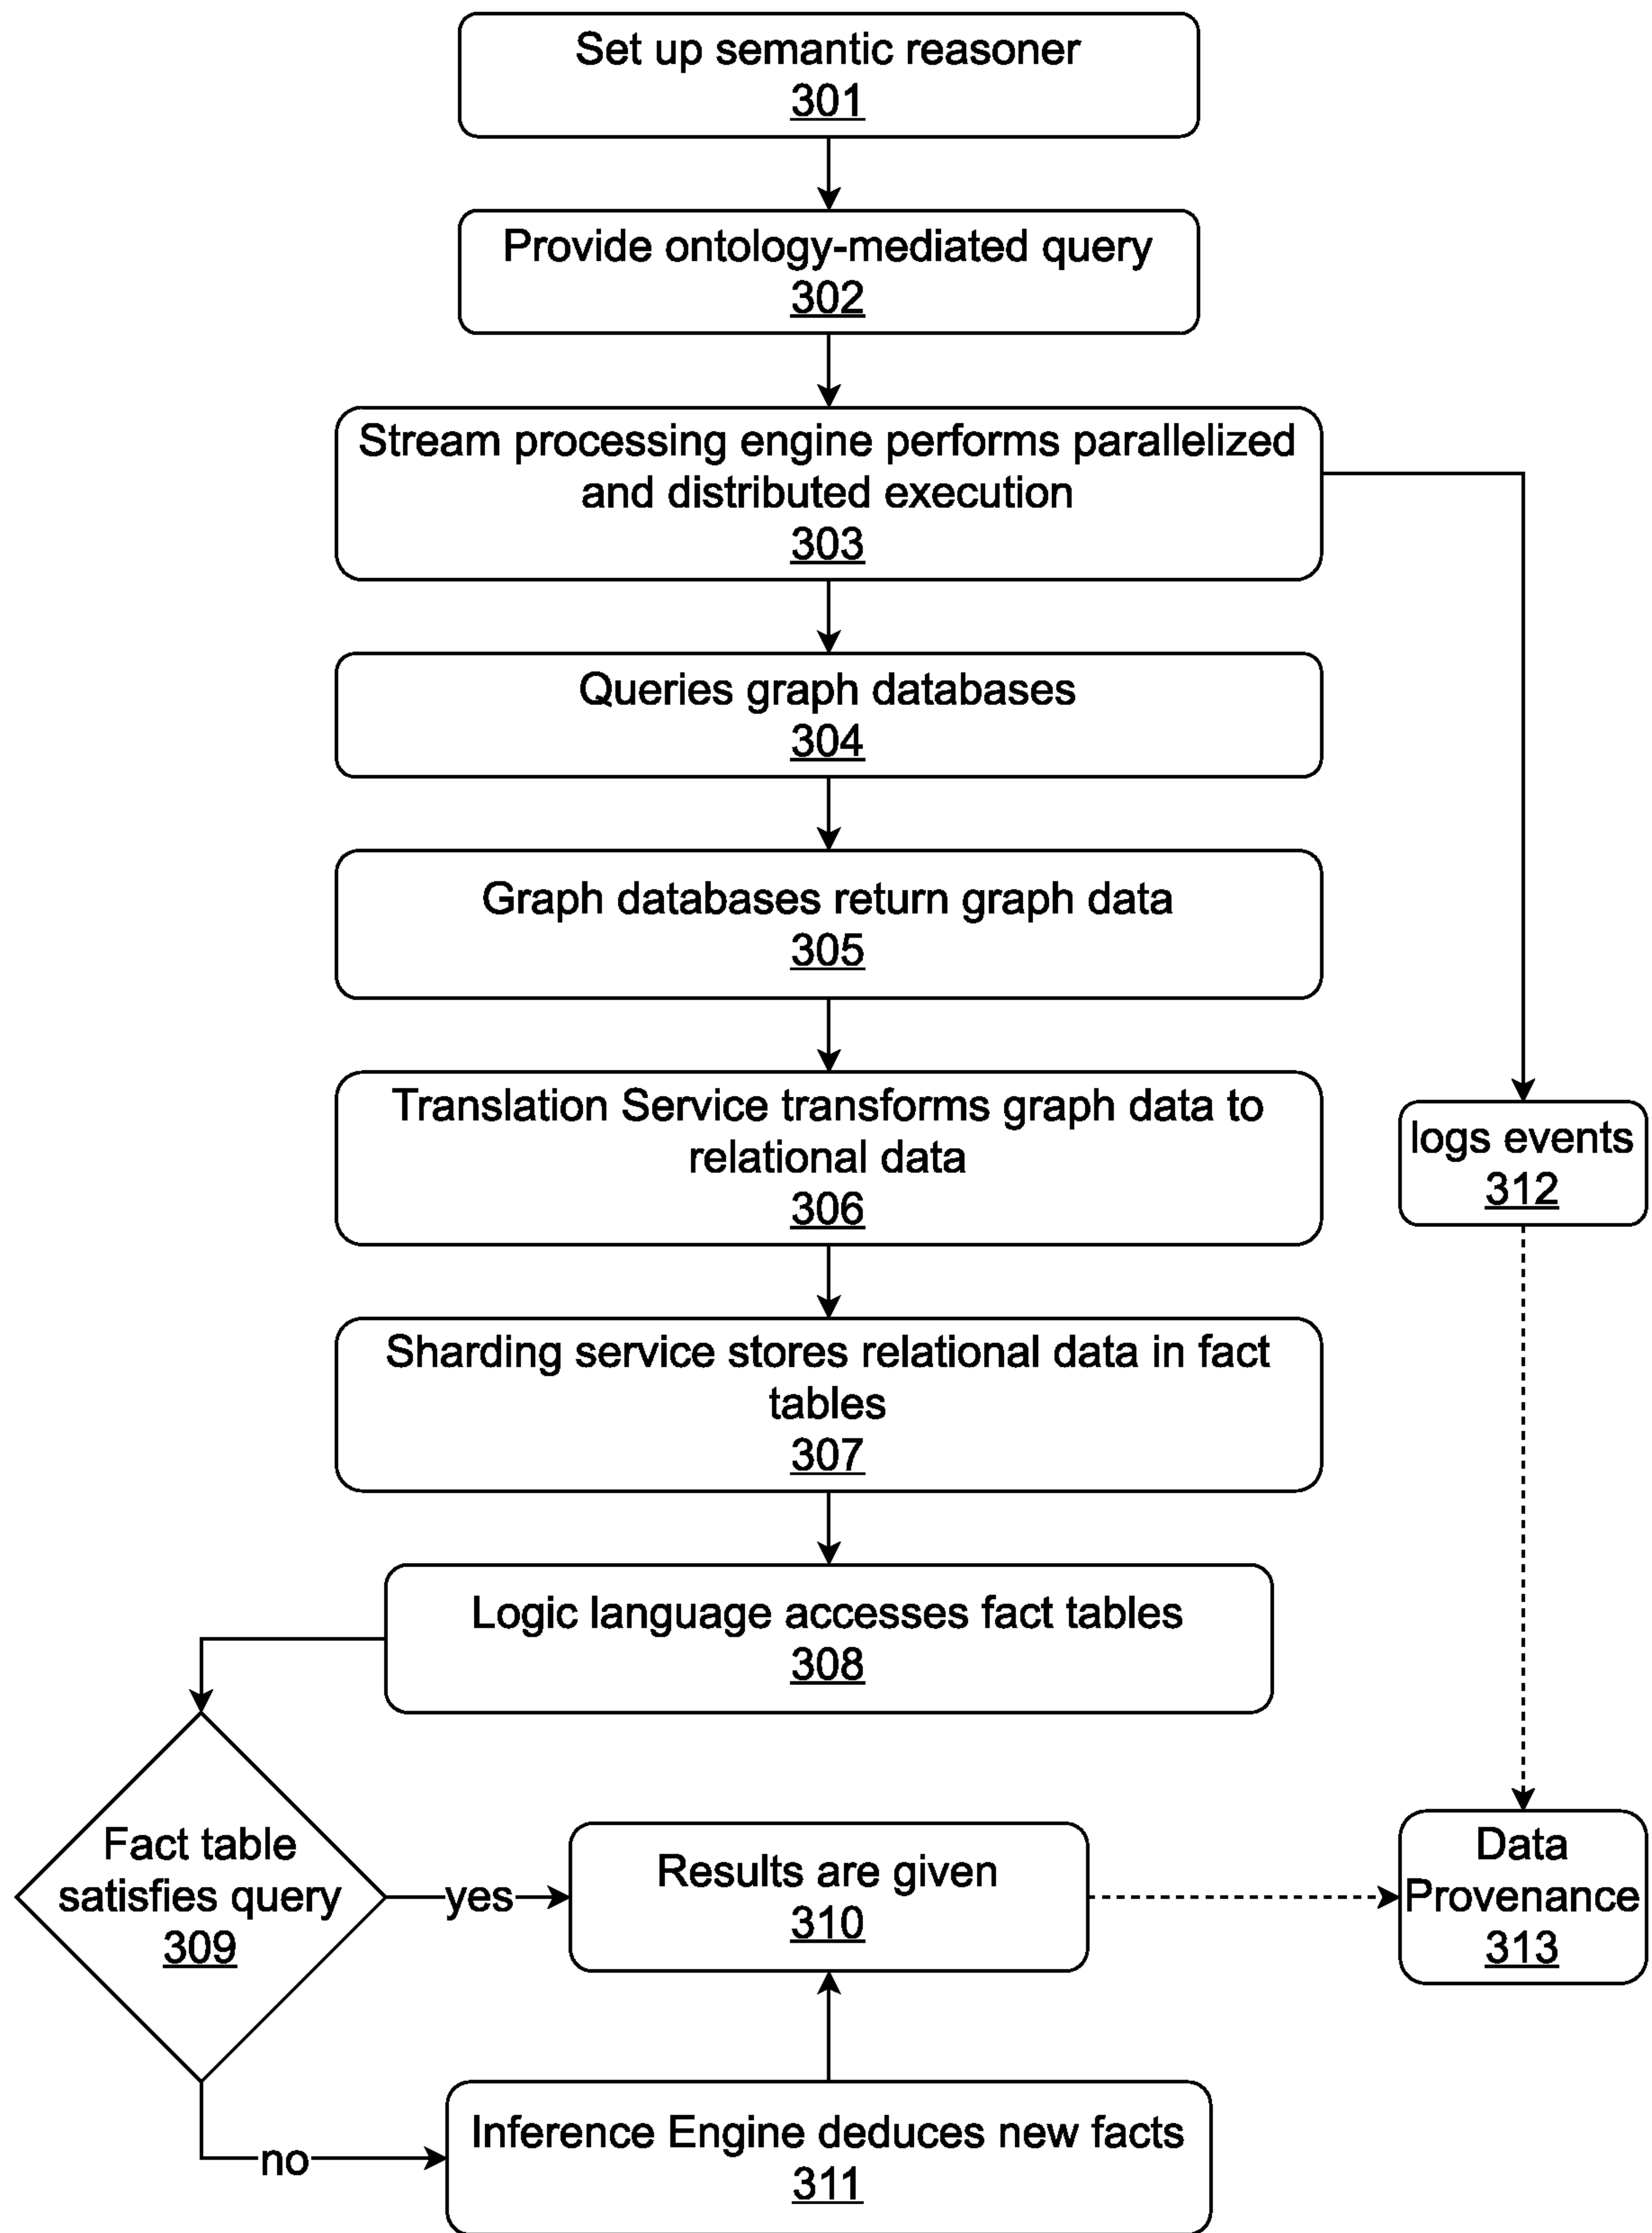 Set up semantic reasoner
301
Provide ontology-mediated query
302
Stream processing engine performs parallelized
and distributed execution
303
Queries graph databases
304
Graph databases return graph data
305
Translation Service transforms graph data to
relational data
306
logs events
312
Sharding service stores relational data in fact
tables
307
Logic language accesses fact tables
308
Fact table
satisfies query
309
yes
Results are given
310
Data
Provenance
313
no
Inference Engine deduces new facts
311